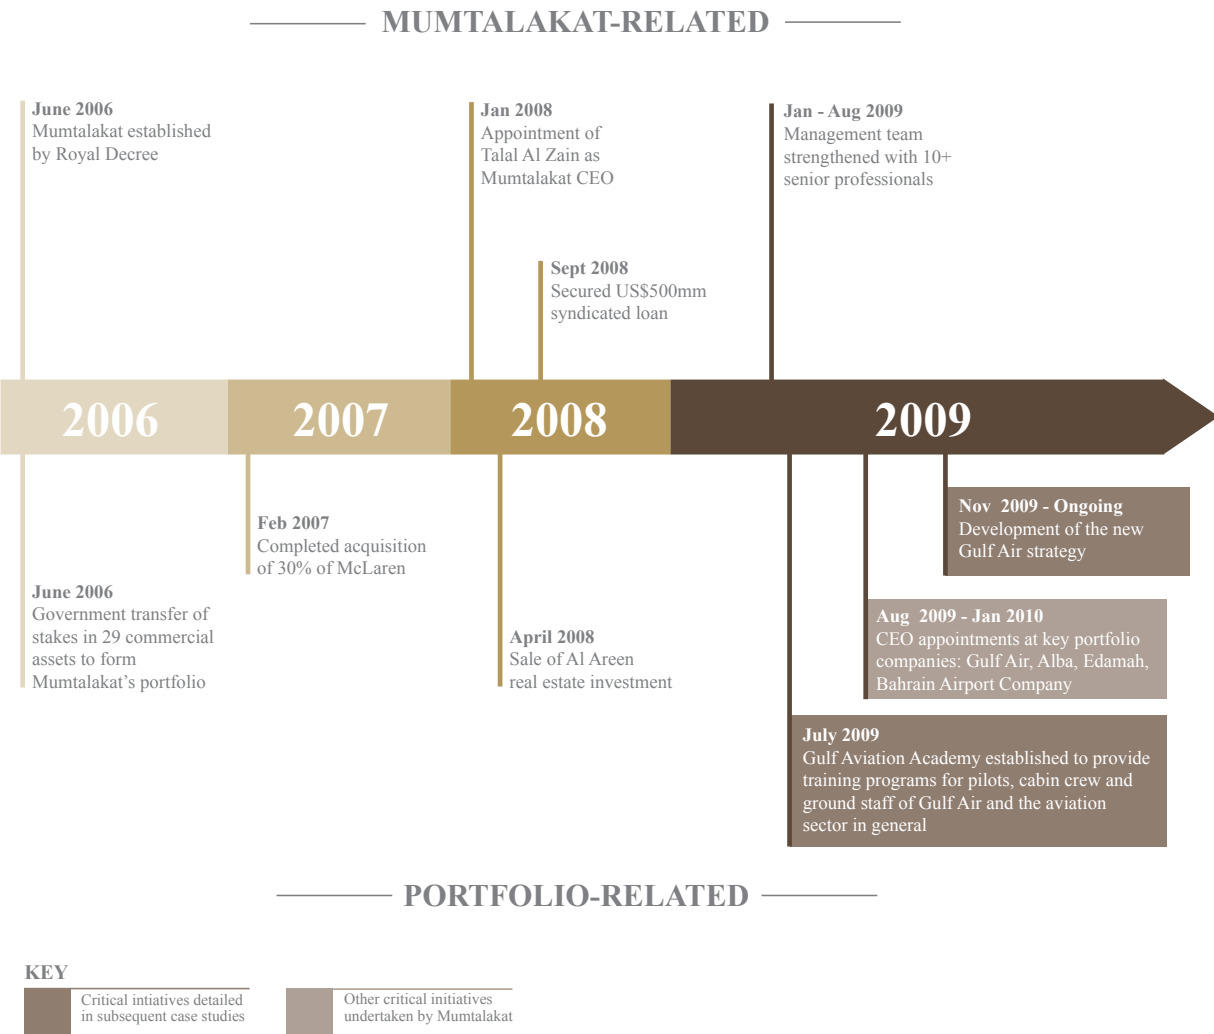 MUMTALAKAT-RELATED
June 2006
Mumtalakat established
by Royal Decree
Jan 2008
Appointment of
Talal Al Zain as
Mumtalakat CEO
Jan - Aug 2009
Management team
strengthened with 10+
senior professionals
Sept 2008
Secured US$500mm
syndicated loan
2006
2007
2008
2009
June 2006
Government transfer of
stakes in 29 commercial
assets to form
Mumtalakat's portfolio
Feb 2007
Completed acquisition
of 30% of McLaren
April 2008
Sale of Al Areen
real estate investment
Nov 2009 - Ongoing
Development of the new
Gulf Air strategy
Aug 2009 - Jan 2010
CEO appointments at key portfolio
companies: Gulf Air, Alba, Edamah,
Bahrain Airport Company
July 2009
Gulf Aviation Academy established to provide
training programs for pilots, cabin crew and
ground staff of Gulf Air and the aviation
sector in general
PORTFOLIO-RELATED
KEY
Critical intiatives detailed
in subsequent case studies
Other critical initiatives
undertaken by Mumtalakat